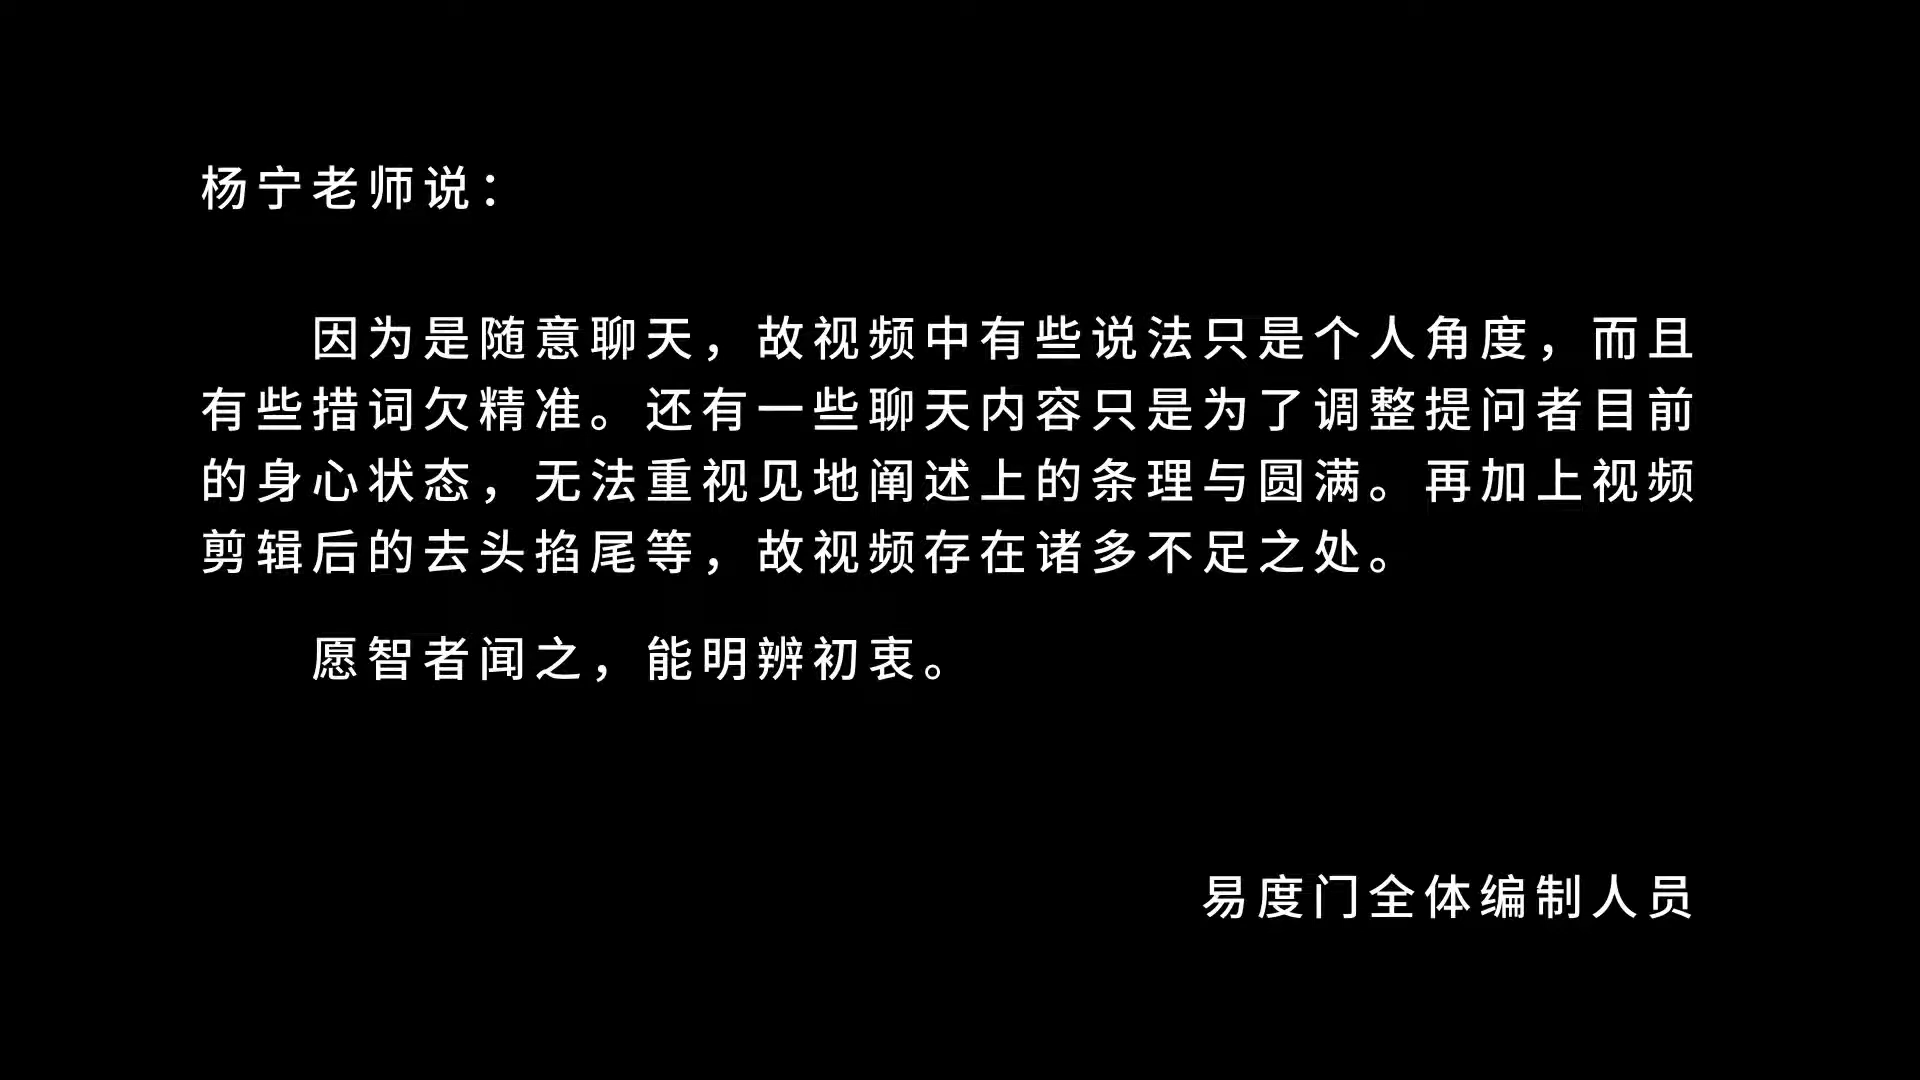 杨宁老师说：
因为是随意聊天，故视频中有些说法只是个人角度，而且
有些措词欠精准。还有一些聊天内容只是为了调整提问者目前
的身心状态，无法重视见地阐述上的条理与圆满。再加上视频
剪辑后的去头掐尾等，故视频存在诸多不足之处。
愿智者闻之，能明辨初衷。
易度门全体编制人员